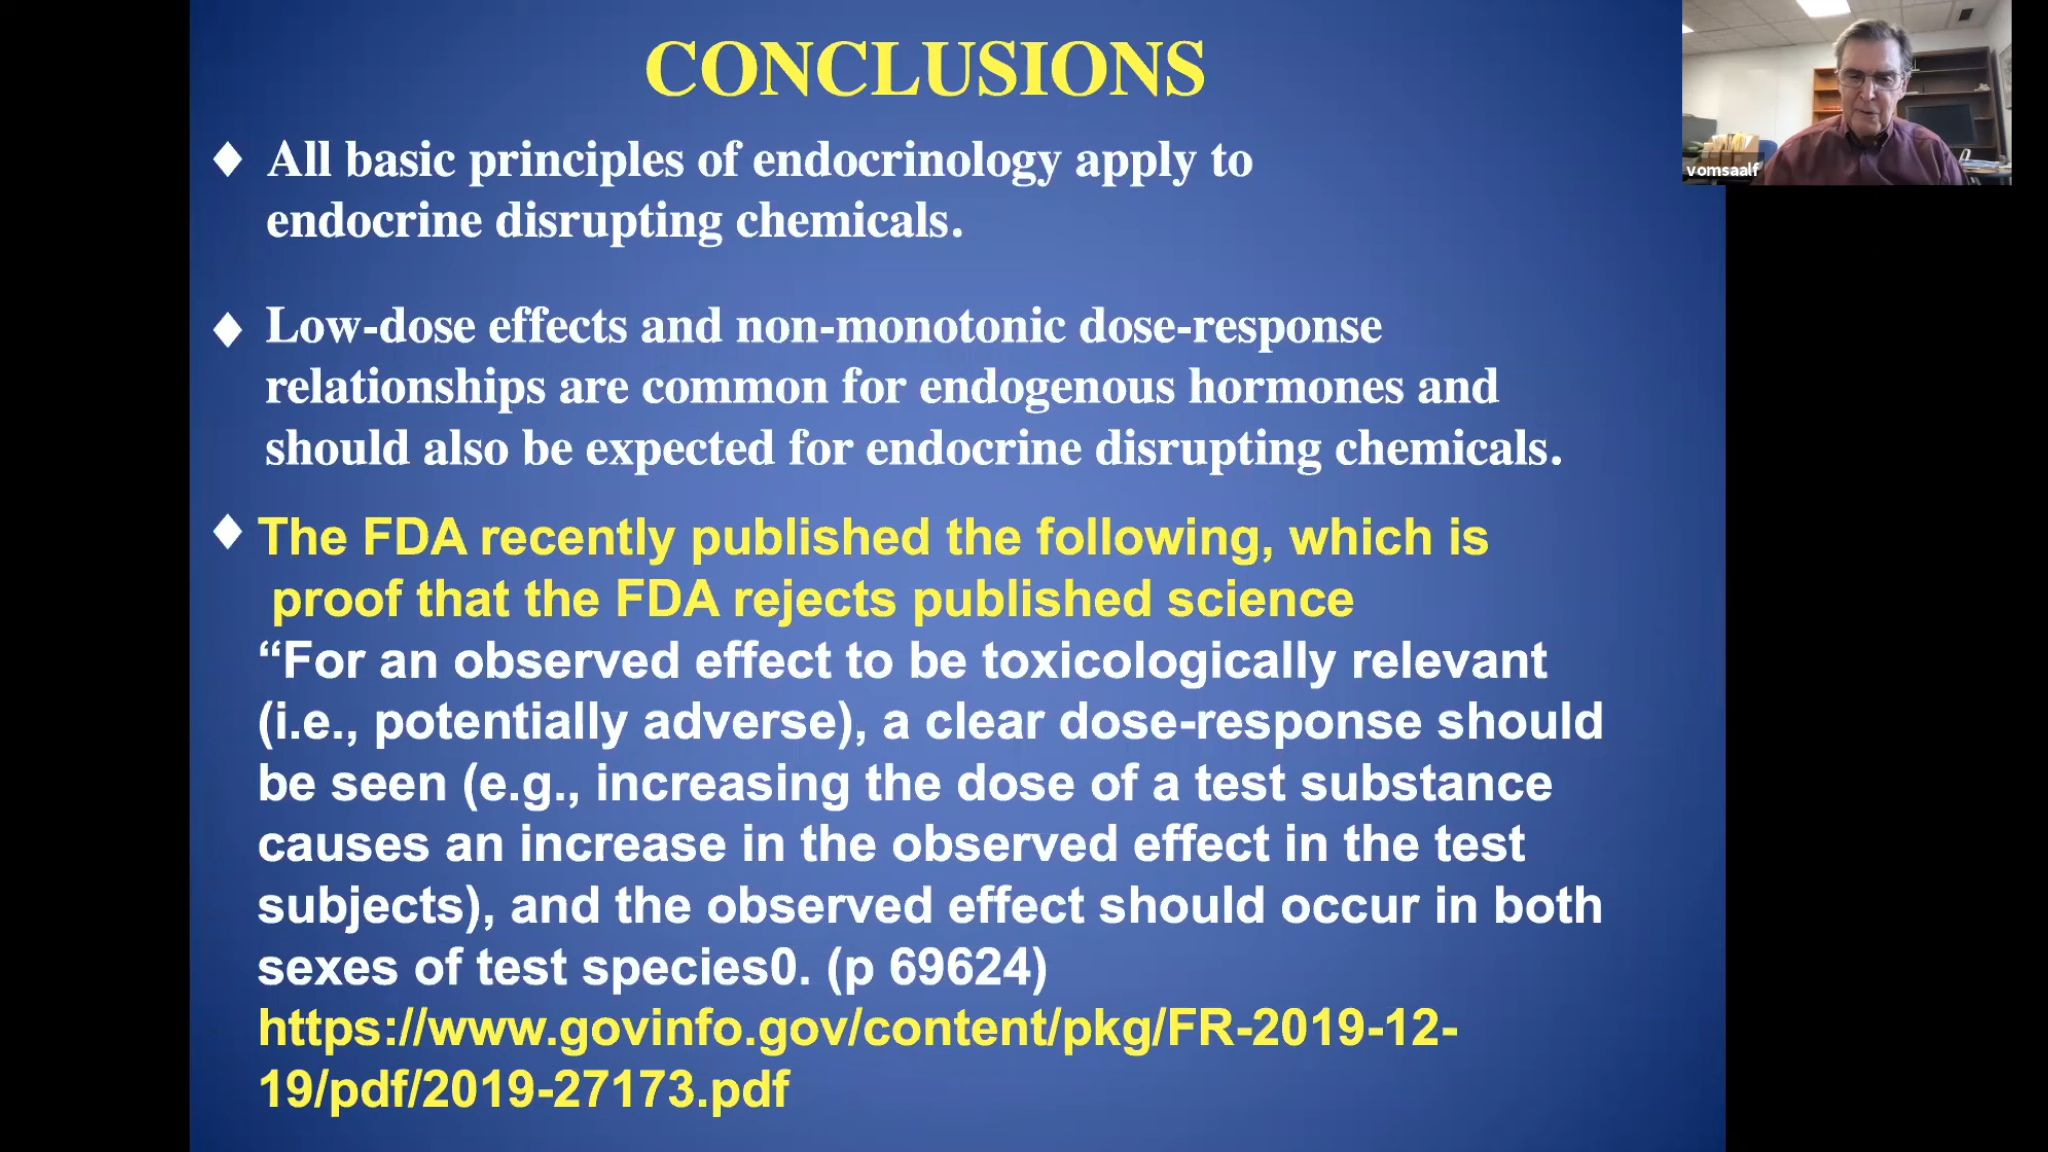 CONCLUSIONS
vomsaalf
♦ All basic principles of endocrinology apply to
endocrine disrupting chemicals.
♦ Low-dose effects and non-monotonic dose-response
relationships are common for endogenous hormones and
should also be expected for endocrine disrupting chemicals.
♦ The FDA recently published the following, which is
proof that the FDA rejects published science
“For an observed effect to be toxicologically relevant
(i.e., potentially adverse), a clear dose-response should
be seen (e.g., increasing the dose of a test substance
causes an increase in the observed effect in the test
subjects), and the observed effect should occur in both
sexes of test species0. (p 69624)
https://www.govinfo.gov/content/pkg/FR-2019-12-
19/pdf/2019-27173.pdf